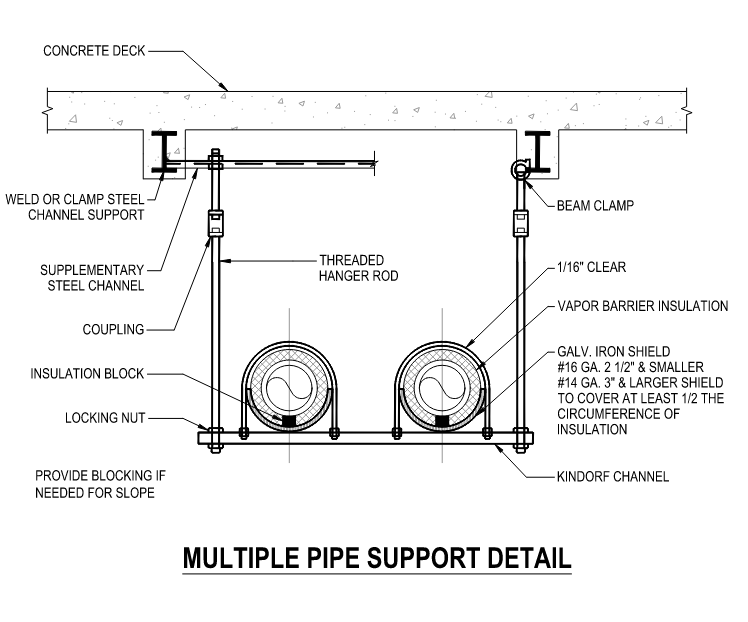 CONCRETE DECK
WELD OR CLAMP STEEL
CHANNEL SUPPORT
SUPPLEMENTARY
STEEL CHANNEL
COUPLING
INSULATION BLOCK
LOCKING NUT
PROVIDE BLOCKING IF
NEEDED FOR SLOPE
THREADED
HANGER ROD
BEAM CLAMP
1/16" CLEAR
VAPOR BARRIER INSULATION
GALV. IRON SHIELD
#16 GA. 2 1/2" & SMALLER
#14 GA. 3" & LARGER SHIELD
TO COVER AT LEAST 1/2 THE
CIRCUMFERENCE OF
INSULATION
KINDORF CHANNEL
MULTIPLE PIPE SUPPORT DETAIL